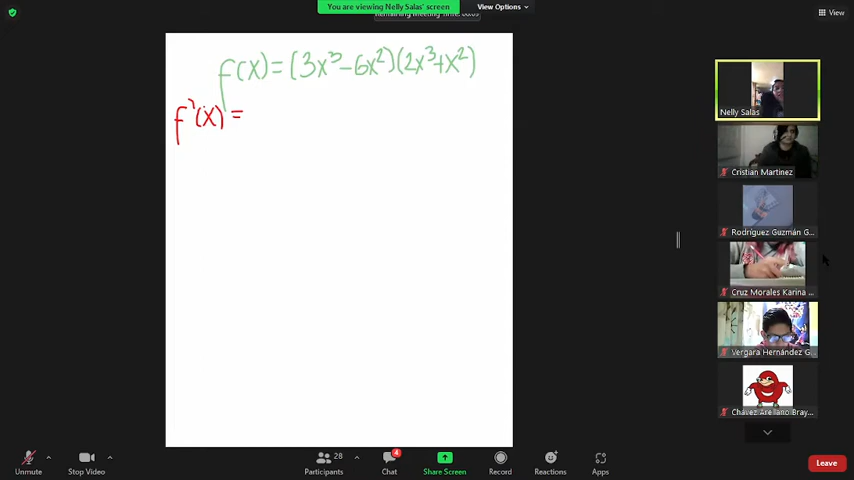 You are viewing Nelly Salas' screen
View Options
View
f(x)=(3x³-6x²)(2x³+x²)
f'(x)=
Nelly Salas
Cristian Martinez
Rodríguez Guzmán G...
Cruz Morales Karina ...
Vergara Hernández G...
Chávez Arellano Bray...
Unmute
Stop Video
28
Participants
4
Chat
Share Screen
Record
Reactions
Apps
Leave